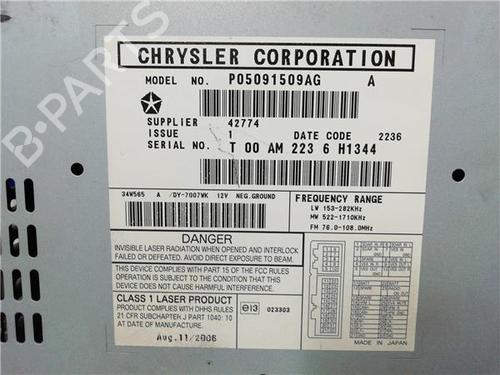 CHRYSLER CORPORATION
MODEL NO. P05091509AG A
SUPPLIER 42774
ISSUE 1 DATE CODE 2236
SERIAL NO. T 00 AM 223 6 H1344
34W565 A /DY-7007WK 12V NEG.GROUND
FREQUENCY RANGE
LW 153-282KHz
MW 522-1710KHz
FM 76.0-108.0MHz
DANGER
INVISIBLE LASER RADIATION WHEN OPENED AND INTERLOCK
FAILED OR DEFEATED. AVOID DIRECT EXPOSURE TO BEAM.
THIS DEVICE COMPLIES WITH PART 15 OF THE FCC RULES
OPERATION IS SUBJECT TO THE CONDITION THAT THIS
DEVICE DOES NOT CAUSE HARMFUL INTERFERENCE.
CLASS 1 LASER PRODUCT
PRODUCT COMPLIES WITH DHHS RULES
21 CFR SUBCHAPTER J PART 1040: 10
AT DATE OF MANUFACTURE.
Aug./11/2006
e13 023303
MADE IN JAPAN
B-PARTS